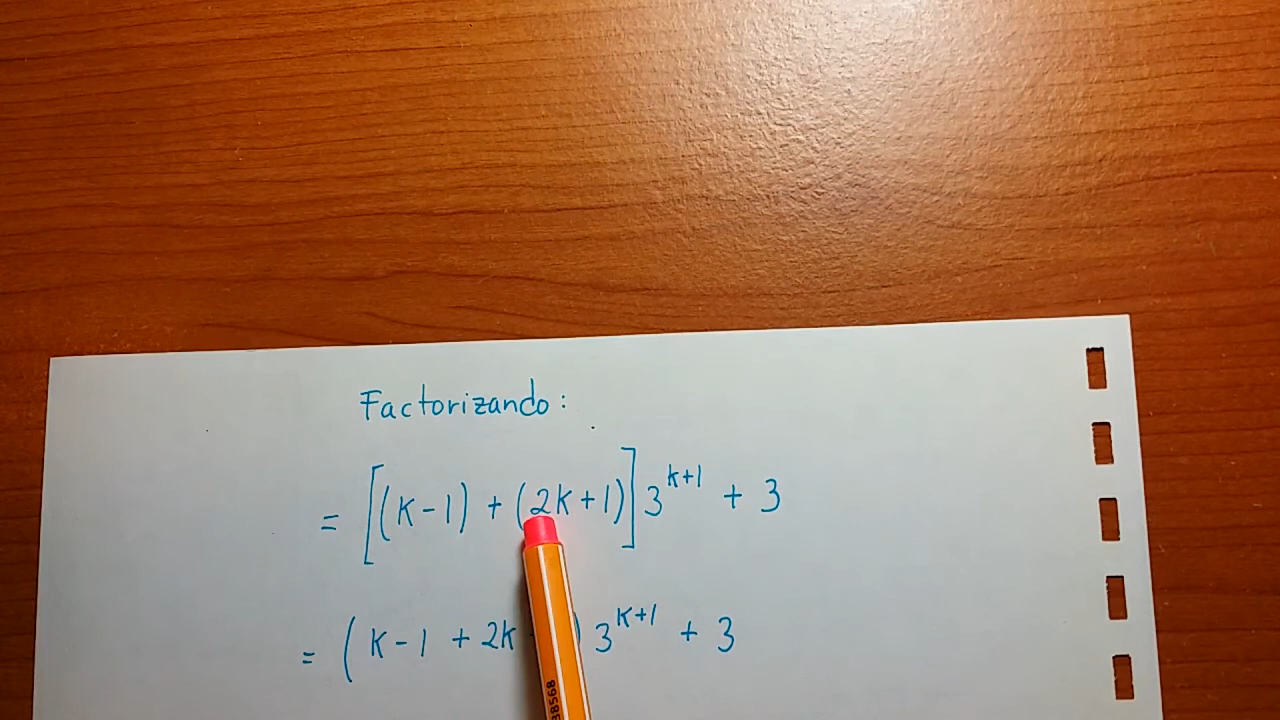 Factorizando:
= [(k-1) + (2k+1)] 3^{k+1} + 3
= (k-1 + 2k ) 3^{k+1} + 3
38568